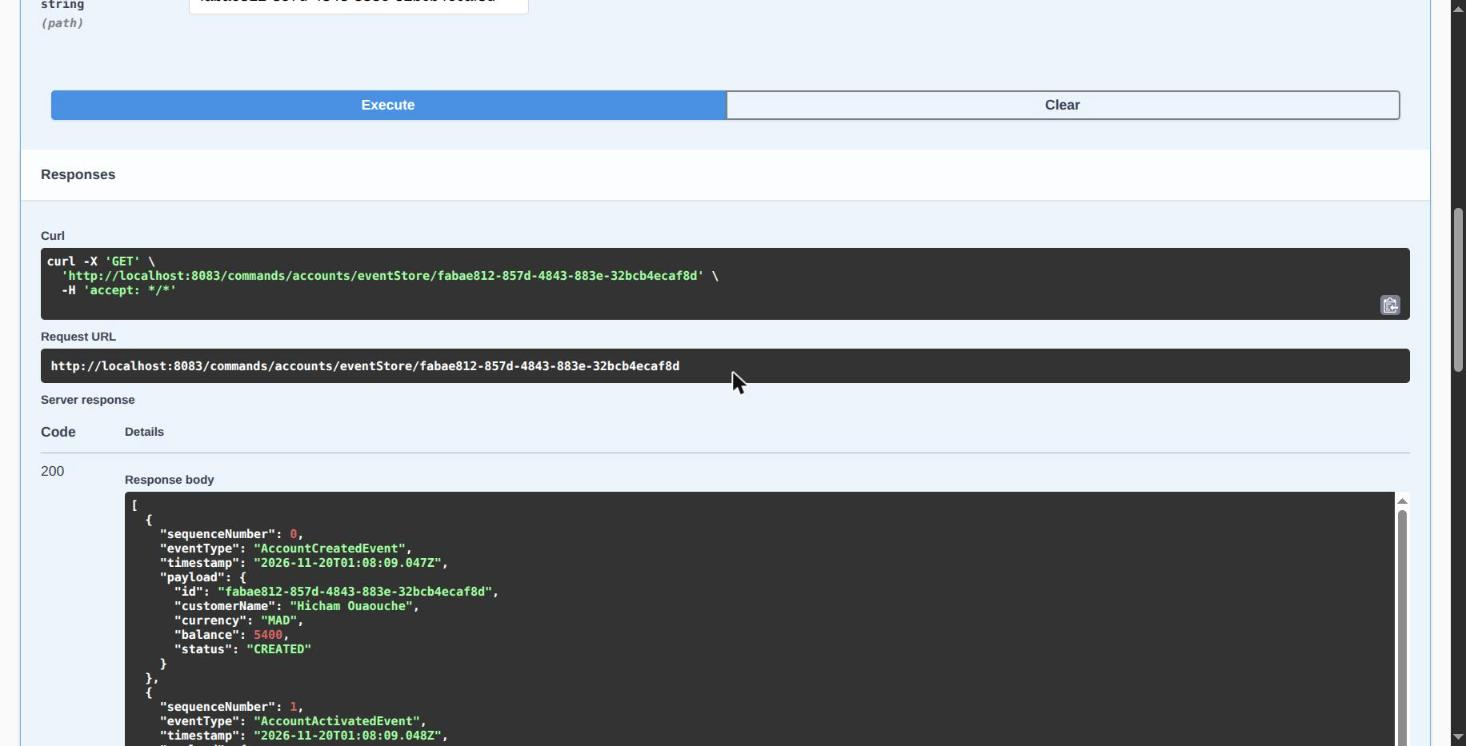 string
(path)
Execute
Clear
Responses
Curl
curl -X 'GET' \
'http://localhost:8083/commands/accounts/eventStore/fabae812-857d-4843-883e-32bcb4ecaf8d' \
-H 'accept: */*'
Request URL
http://localhost:8083/commands/accounts/eventStore/fabae812-857d-4843-883e-32bcb4ecaf8d
Server response
Code Details
200
Response body
[
{
"sequenceNumber": 0,
"eventType": "AccountCreatedEvent",
"timestamp": "2026-11-20T01:08:09.047Z",
"payload": {
"id": "fabae812-857d-4843-883e-32bcb4ecaf8d",
"customerName": "Hicham Ouaouche",
"currency": "MAD",
"balance": 5400,
"status": "CREATED"
}
},
{
"sequenceNumber": 1,
"eventType": "AccountActivatedEvent",
"timestamp": "2026-11-20T01:08:09.048Z",